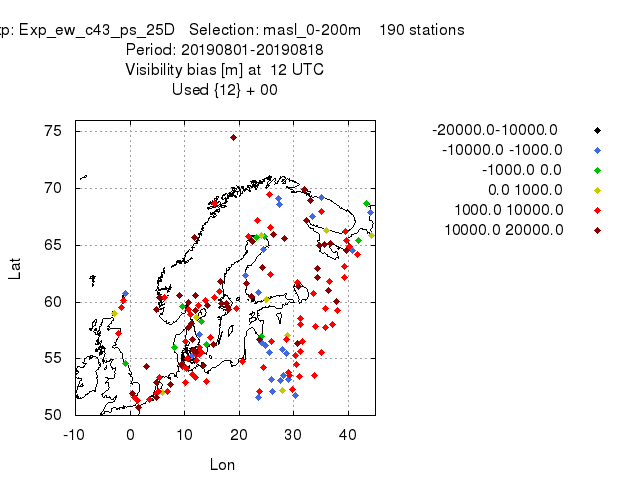 xp: Exp_ew_c43_ps_25D Selection: masl_0-200m 190 stations
Period: 20190801-20190818
Visibility bias [m] at 12 UTC
Used {12} + 00
-20000.0-10000.0
-10000.0 -1000.0
-1000.0 0.0
0.0 1000.0
1000.0 10000.0
10000.0 20000.0
75
70
65
60
55
50
Lat
-10 0 10 20 30 40
Lon